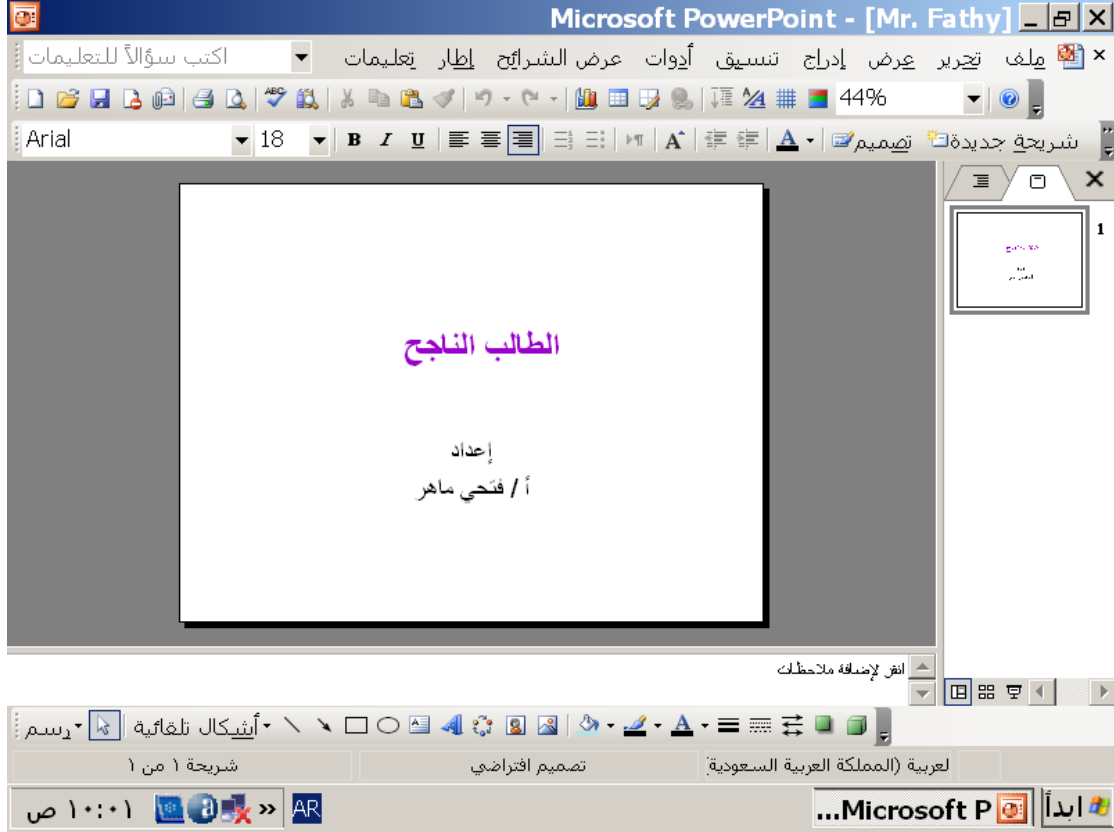 Microsoft PowerPoint - [Mr. Fathy]
ملف تحرير عرض إدراج تنسيق أدوات عرض الشرائح إطار تعليمات اكتب سؤالاً للتعليمات
44%
Arial 18 B I U A A تصميم شريحة جديدة
1
الطالب الناجح
إعداد
أ / فتحي ماهر
انقر لإضافة ملاحظات
رسم أشكال تلقائية
العربية (المملكة العربية السعودية) تصميم افتراضي شريحة ١ من ١
ابدأ Microsoft P... AR ١٠:٠١ ص